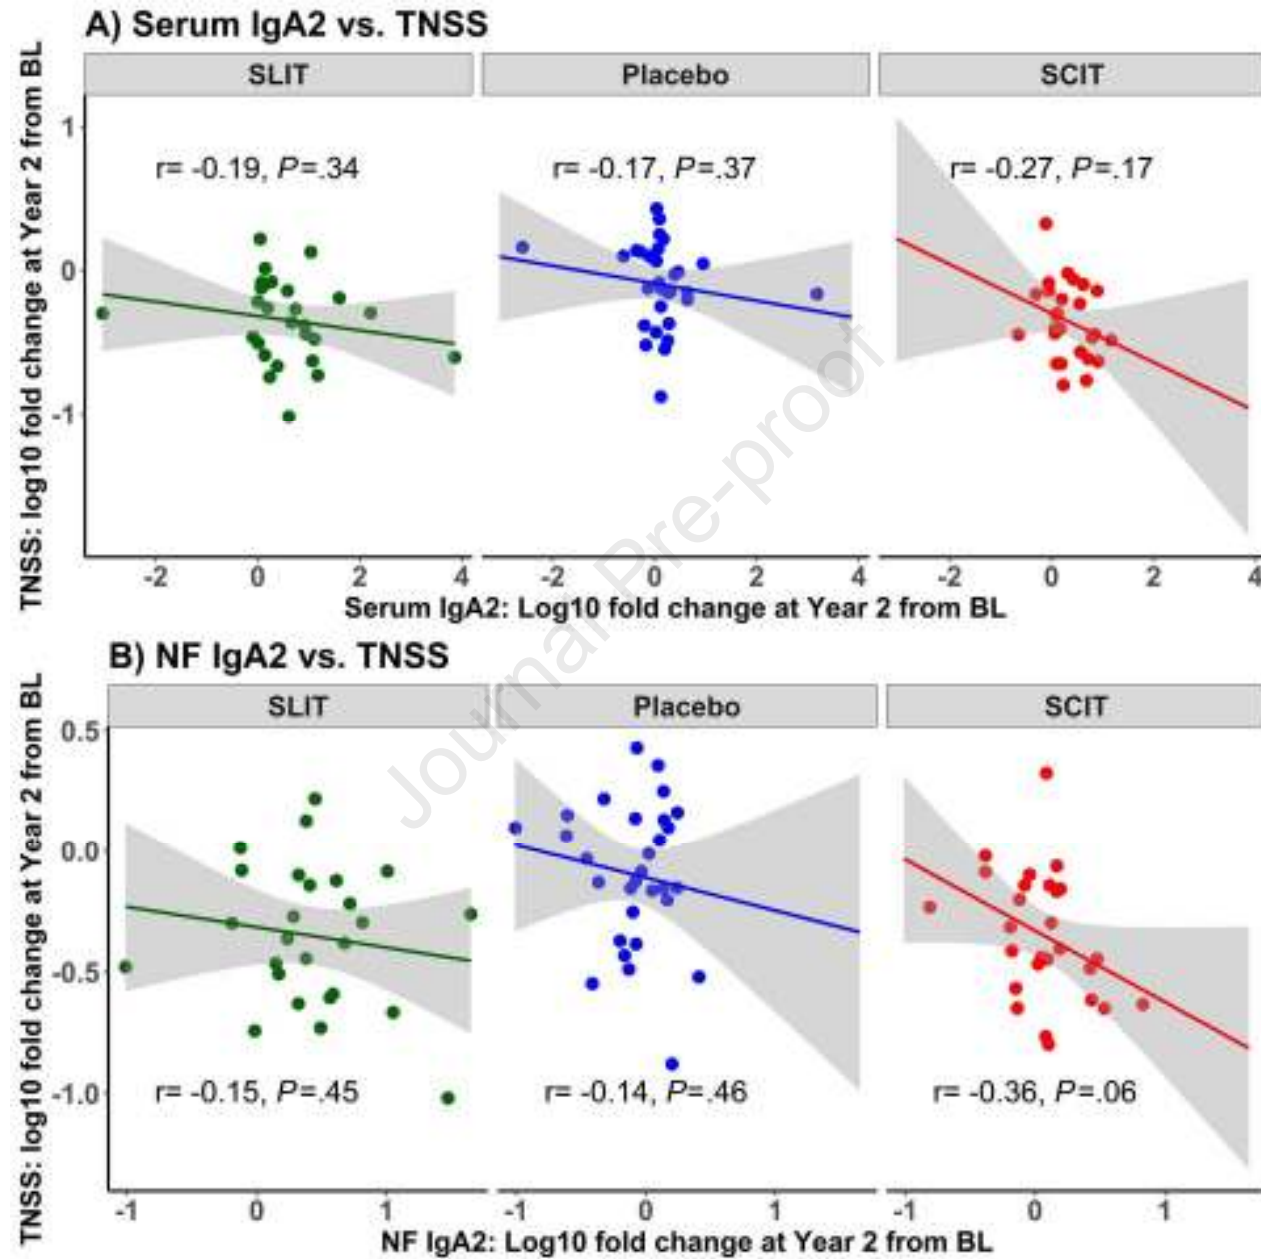 A) Serum IgA2 vs. TNSS
SLIT Placebo SCIT
TNSS: log10 fold change at Year 2 from BL
1
0
-1
r= -0.19, P=.34 r= -0.17, P=.37 r= -0.27, P=.17
-2 0 2 4 -2 0 2 4 -2 0 2 4
Serum IgA2: Log10 fold change at Year 2 from BL
Journal Pre-proof
B) NF IgA2 vs. TNSS
SLIT Placebo SCIT
TNSS: log10 fold change at Year 2 from BL
0.5
0.0
-0.5
-1.0
r= -0.15, P=.45 r= -0.14, P=.46 r= -0.36, P=.06
-1 0 1 -1 0 1 -1 0 1
NF IgA2: Log10 fold change at Year 2 from BL